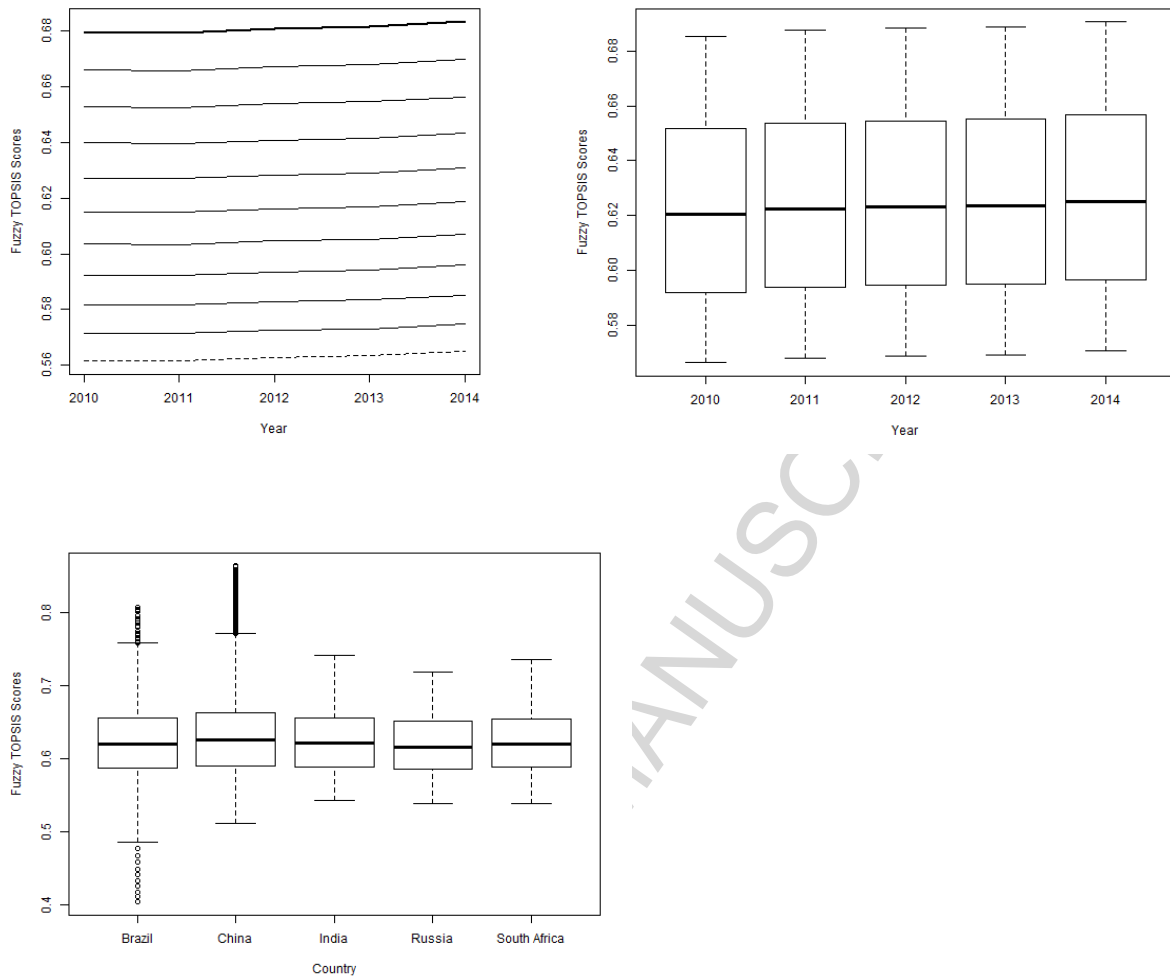 Fuzzy TOPSIS Scores
0.68
0.66
0.64
0.62
0.60
0.58
0.56
2010 2011 2012 2013 2014
Year
Fuzzy TOPSIS Scores
0.68
0.66
0.64
0.62
0.60
0.58
2010 2011 2012 2013 2014
Year
Fuzzy TOPSIS Scores
0.8
0.7
0.6
0.5
0.4
Brazil China India Russia South Africa
Country